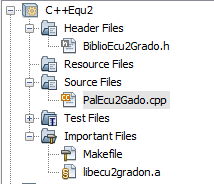 C++Equ2
Header Files
BiblioEcu2Grado.h
Resource Files
Source Files
PalEcu2Gado.cpp
Test Files
Important Files
Makefile
libecu2gradon.a